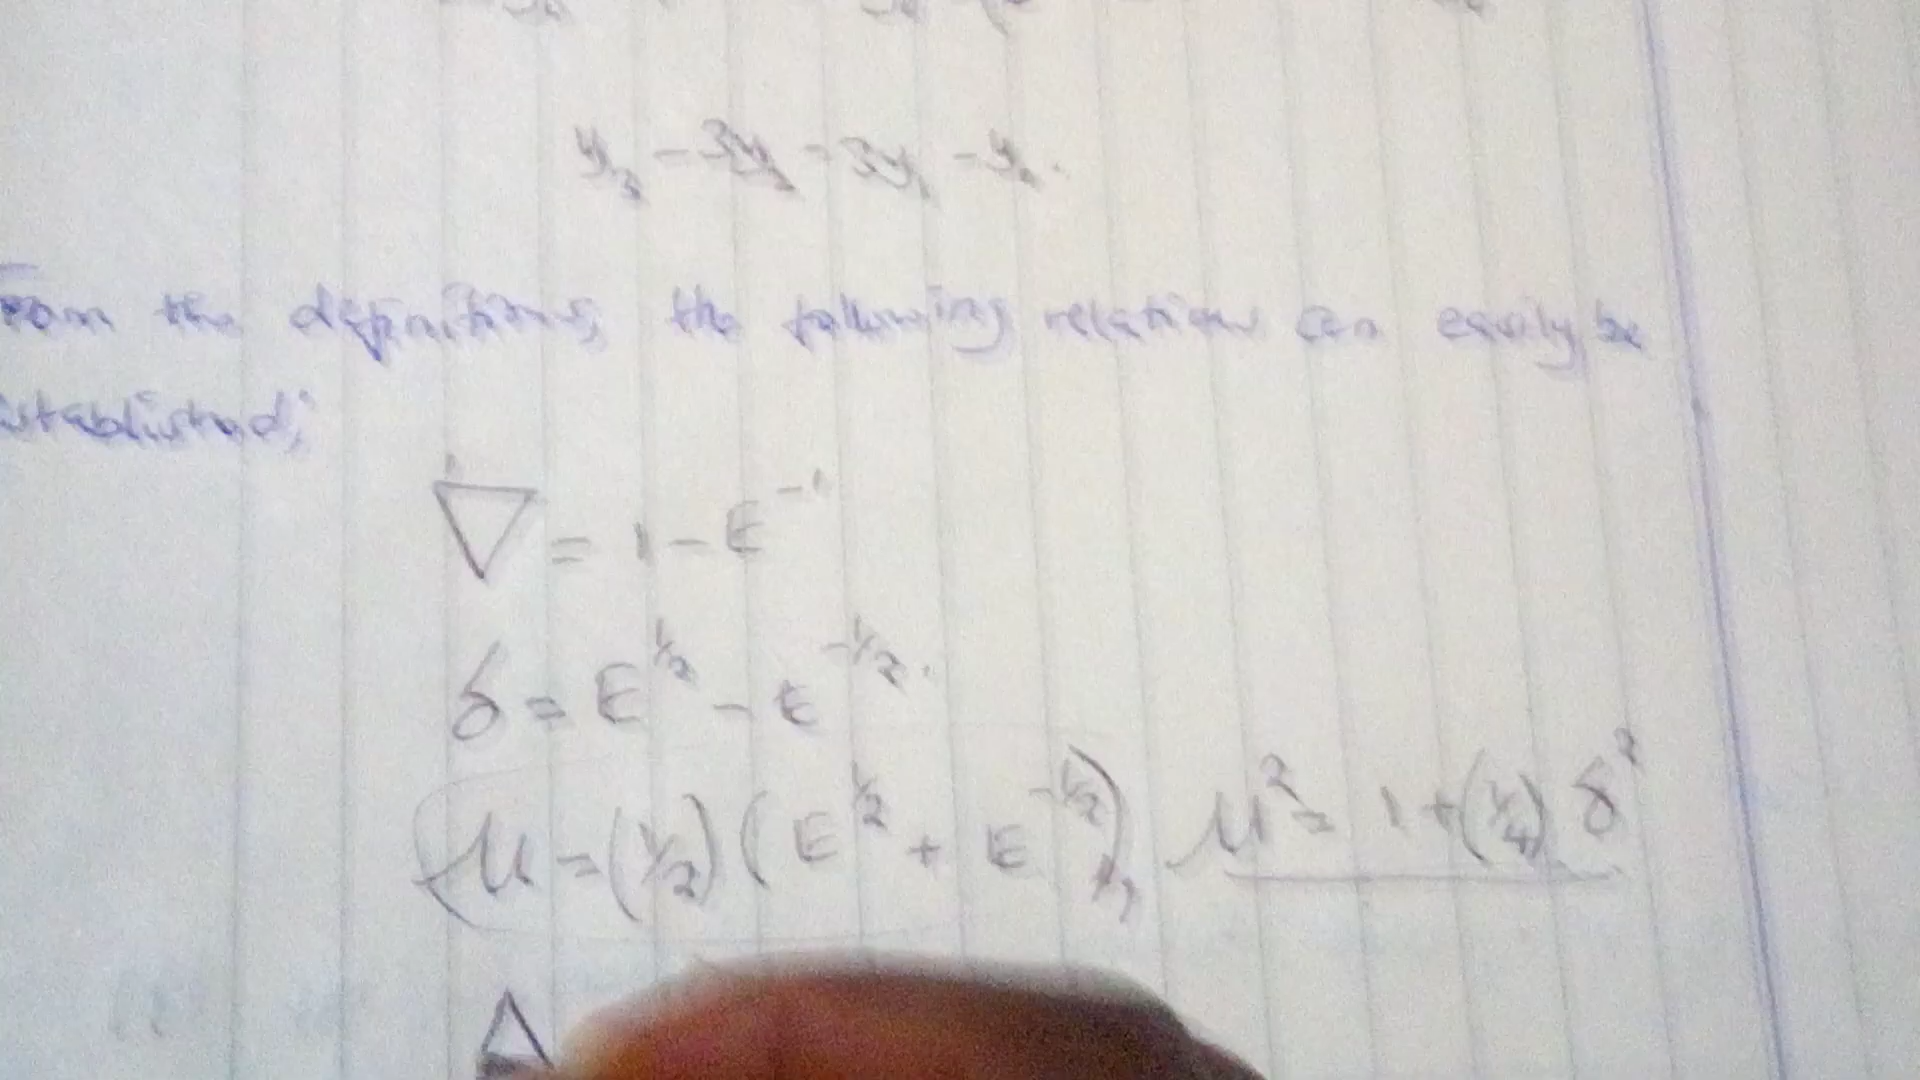 y₃ - 3y₂ - 3y₁ - y₀.
From the definitions, the following relations can easily be
established;
∇ = 1 - E⁻¹
δ = E^½ - E^-½.
μ = (½)(E^½ + E^-½), μ² = 1 + (¼) δ²
Δ